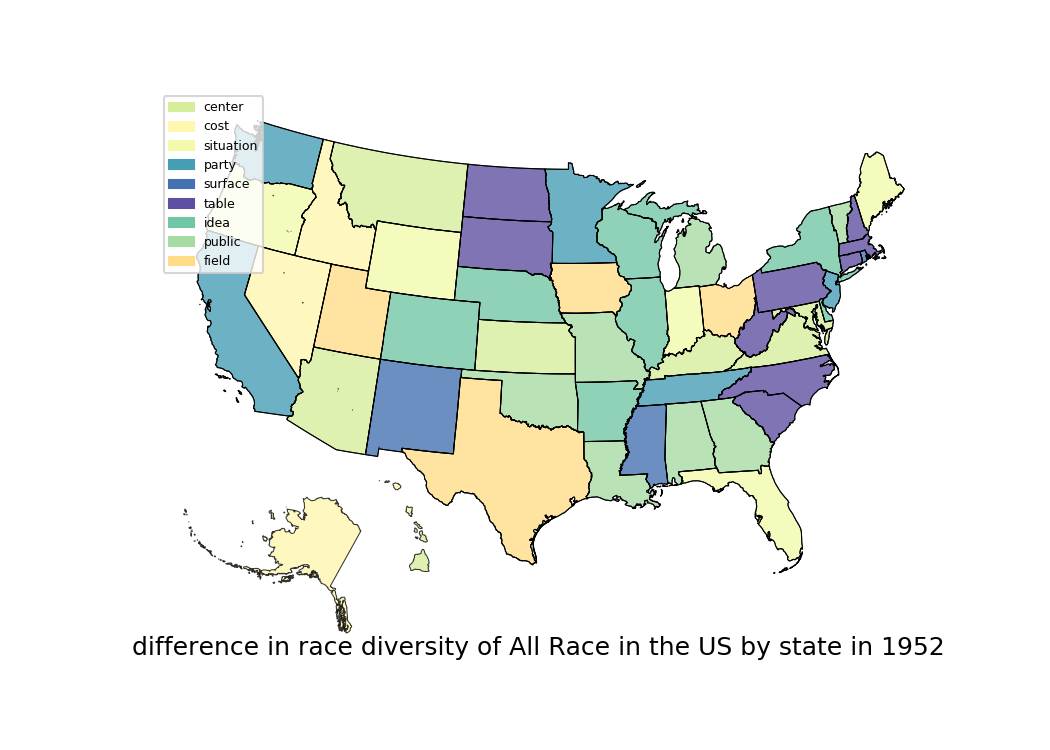 center
cost
situation
party
surface
table
idea
public
field
difference in race diversity of All Race in the US by state in 1952